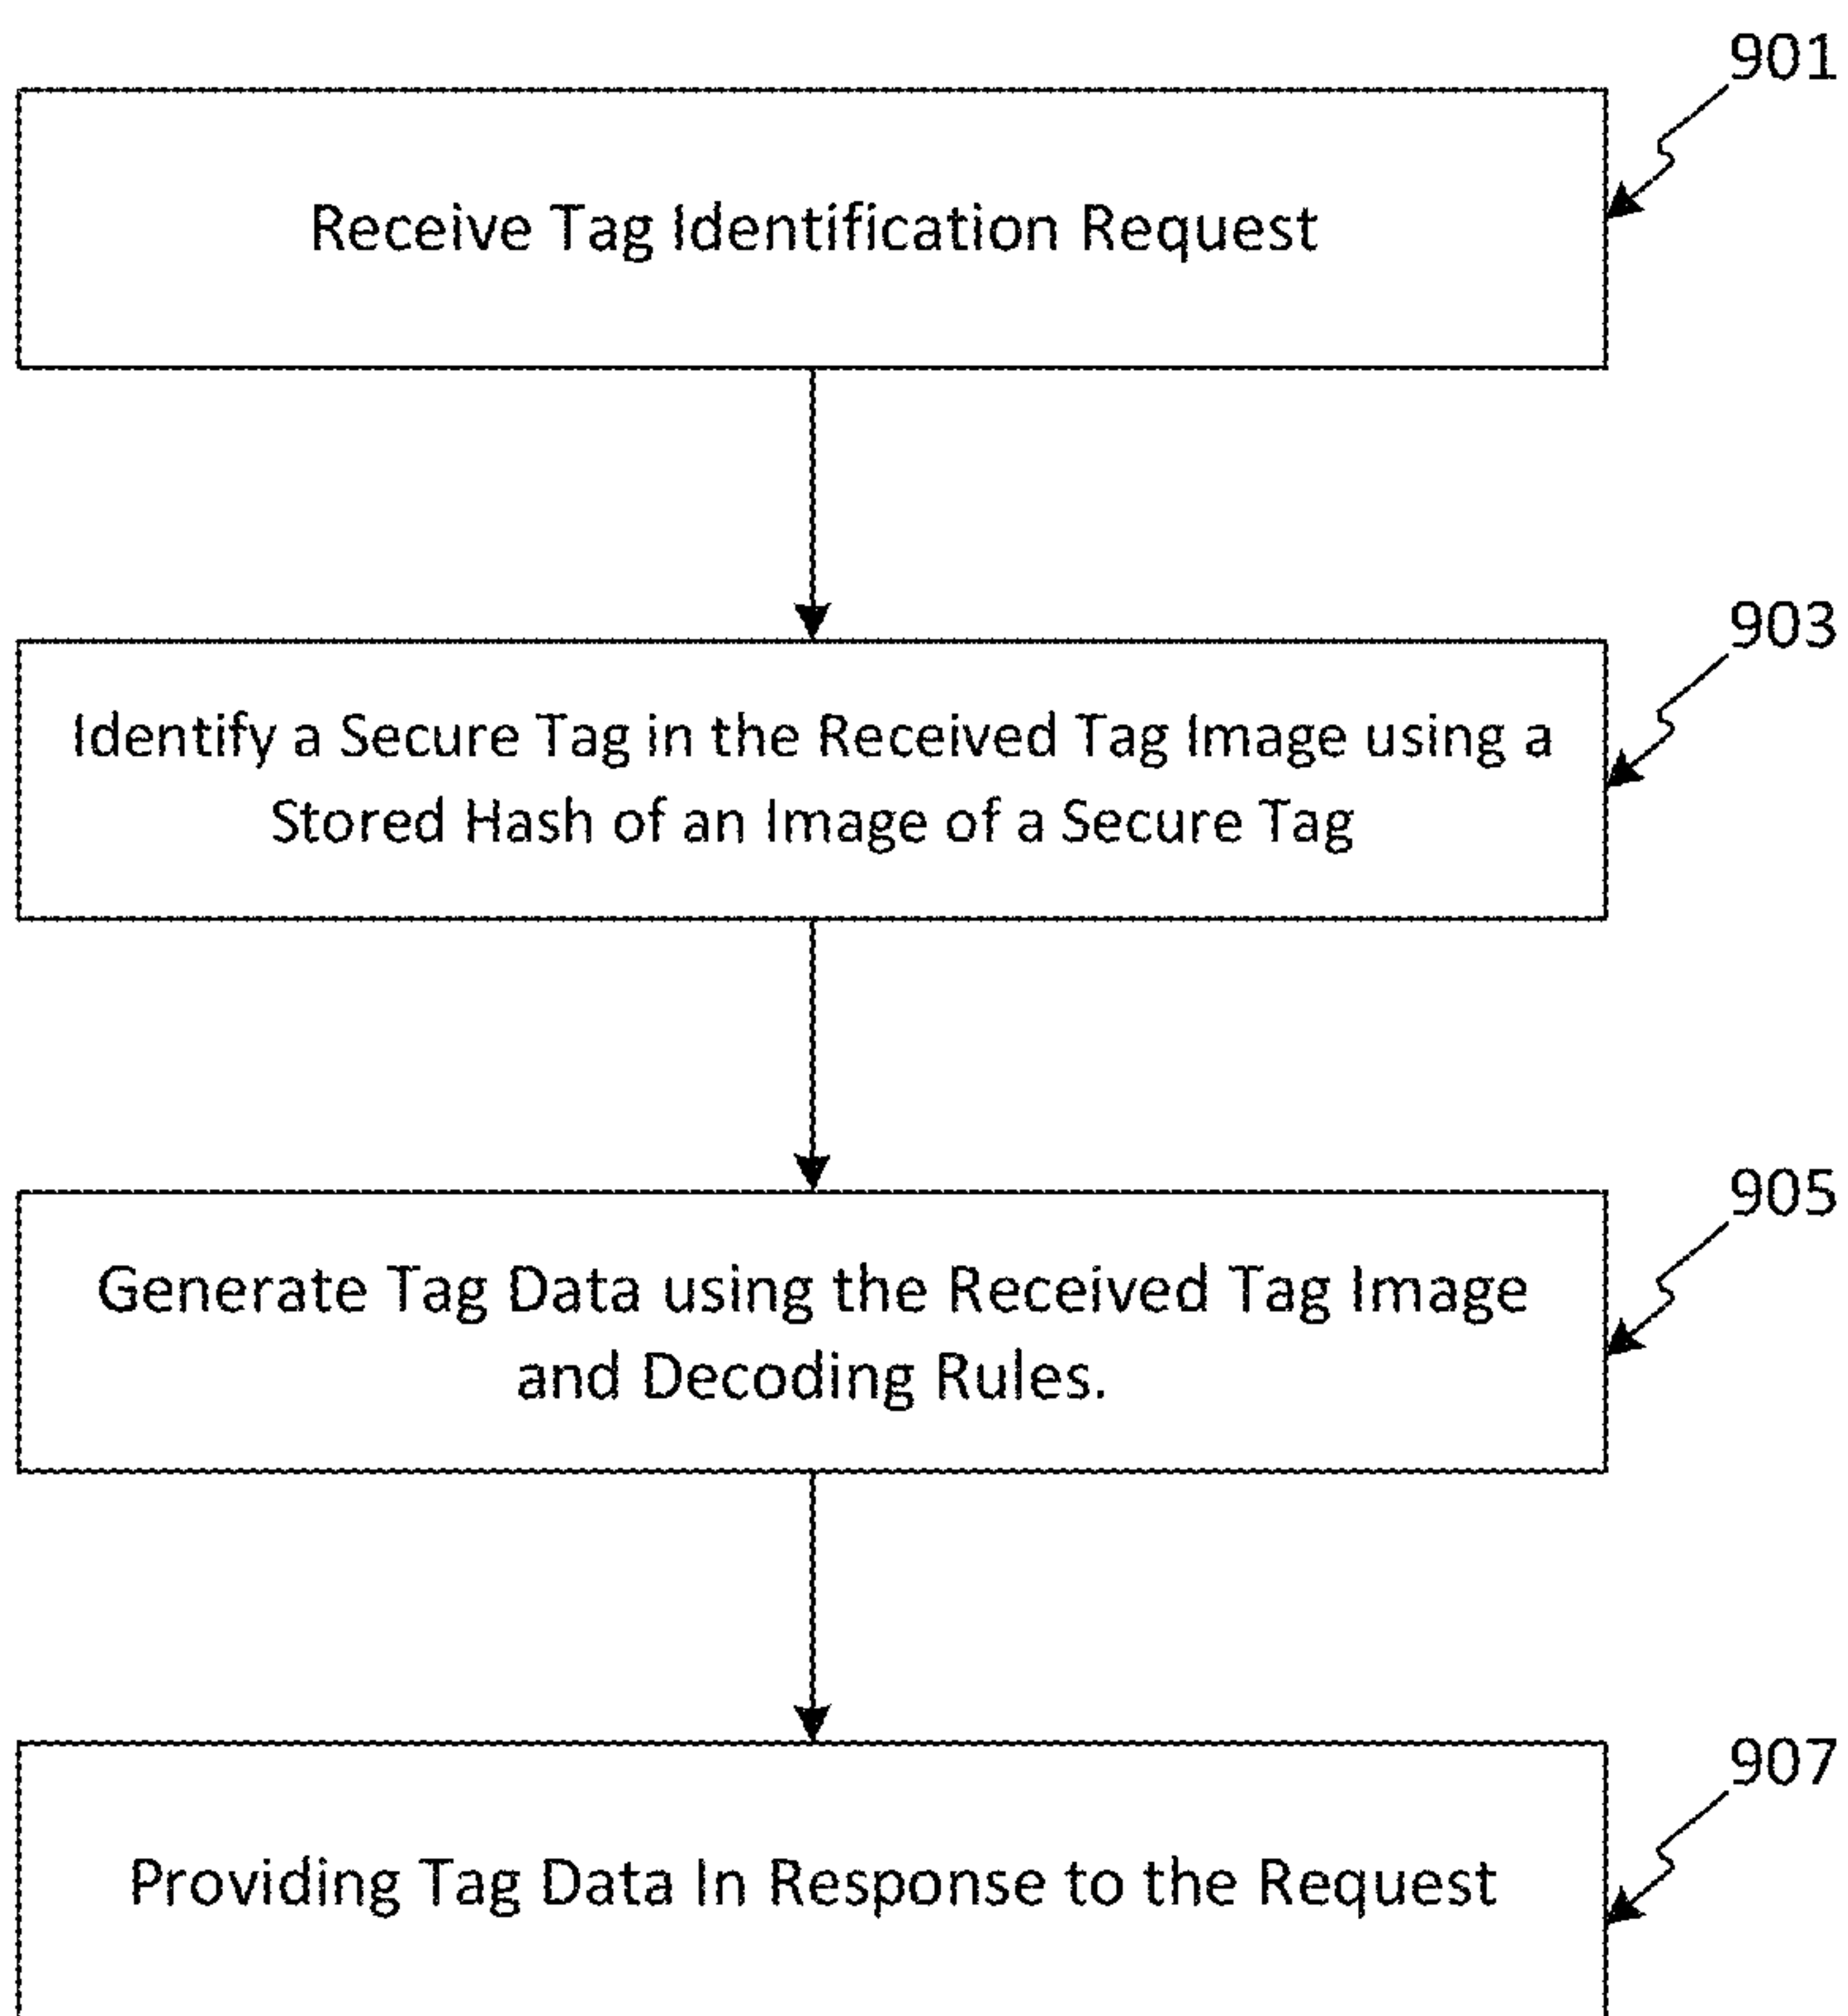 901
Receive Tag Identification Request
903
Identify a Secure Tag in the Received Tag Image using a
Stored Hash of an Image of a Secure Tag
905
Generate Tag Data using the Received Tag Image
and Decoding Rules.
907
Providing Tag Data In Response to the Request